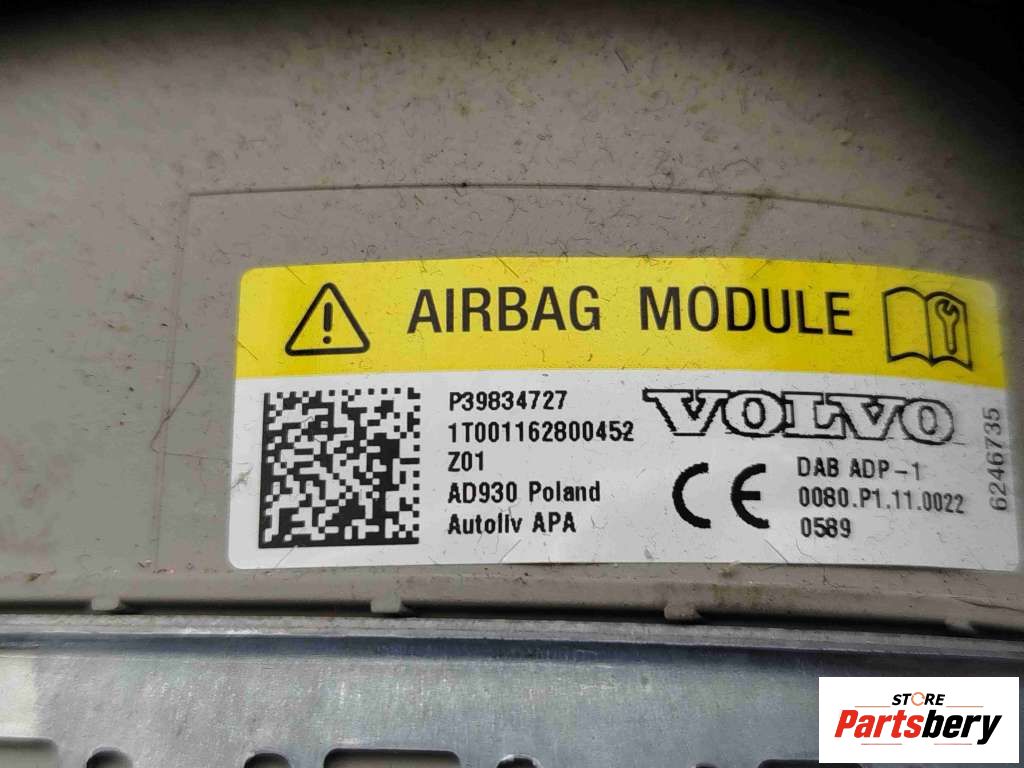 AIRBAG MODULE
P39834727
1T001162800452
Z01
AD930 Poland
Autoliv APA
VOLVO
CE
DAB ADP-1
0080.P1.11.0022
0589
6246735
STORE
Partsbery